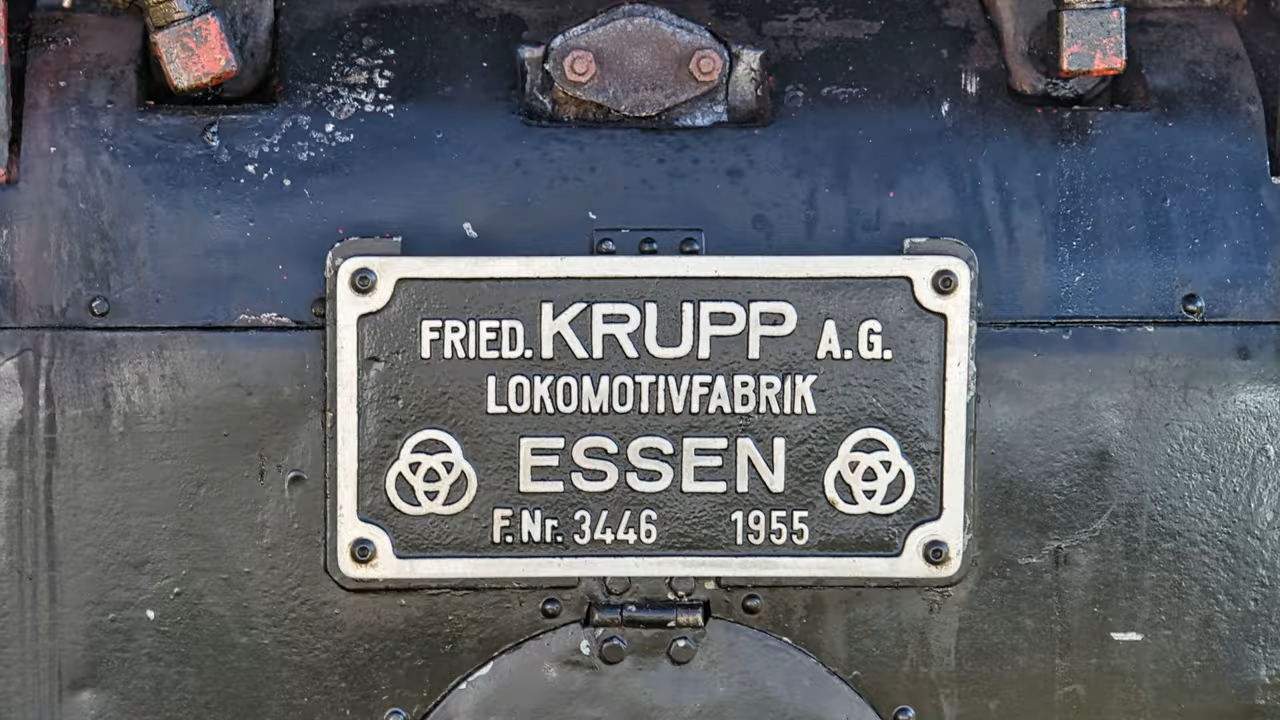 FRIED. KRUPP A.G.
LOKOMOTIVFABRIK
ESSEN
F.Nr. 3446 1955